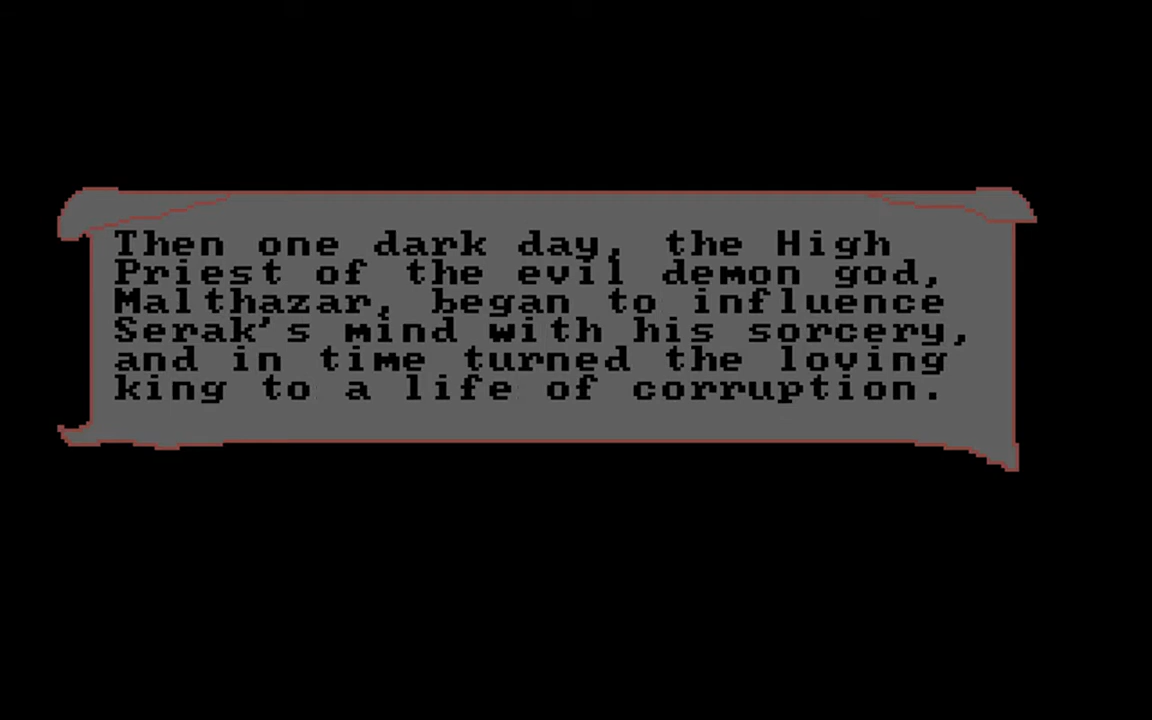 Then one dark day, the High
Priest of the evil demon god,
Malthazar, began to influence
Serak's mind with his sorcery,
and in time turned the loving
king to a life of corruption.